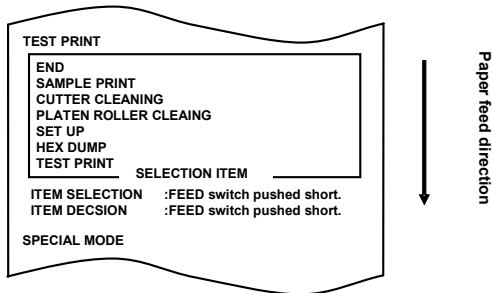 TEST PRINT
END
SAMPLE PRINT
CUTTER CLEANING
PLATEN ROLLER CLEAING
SET UP
HEX DUMP
TEST PRINT
SELECTION ITEM
ITEM SELECTION :FEED switch pushed short.
ITEM DECSION :FEED switch pushed short.
SPECIAL MODE
Paper feed direction